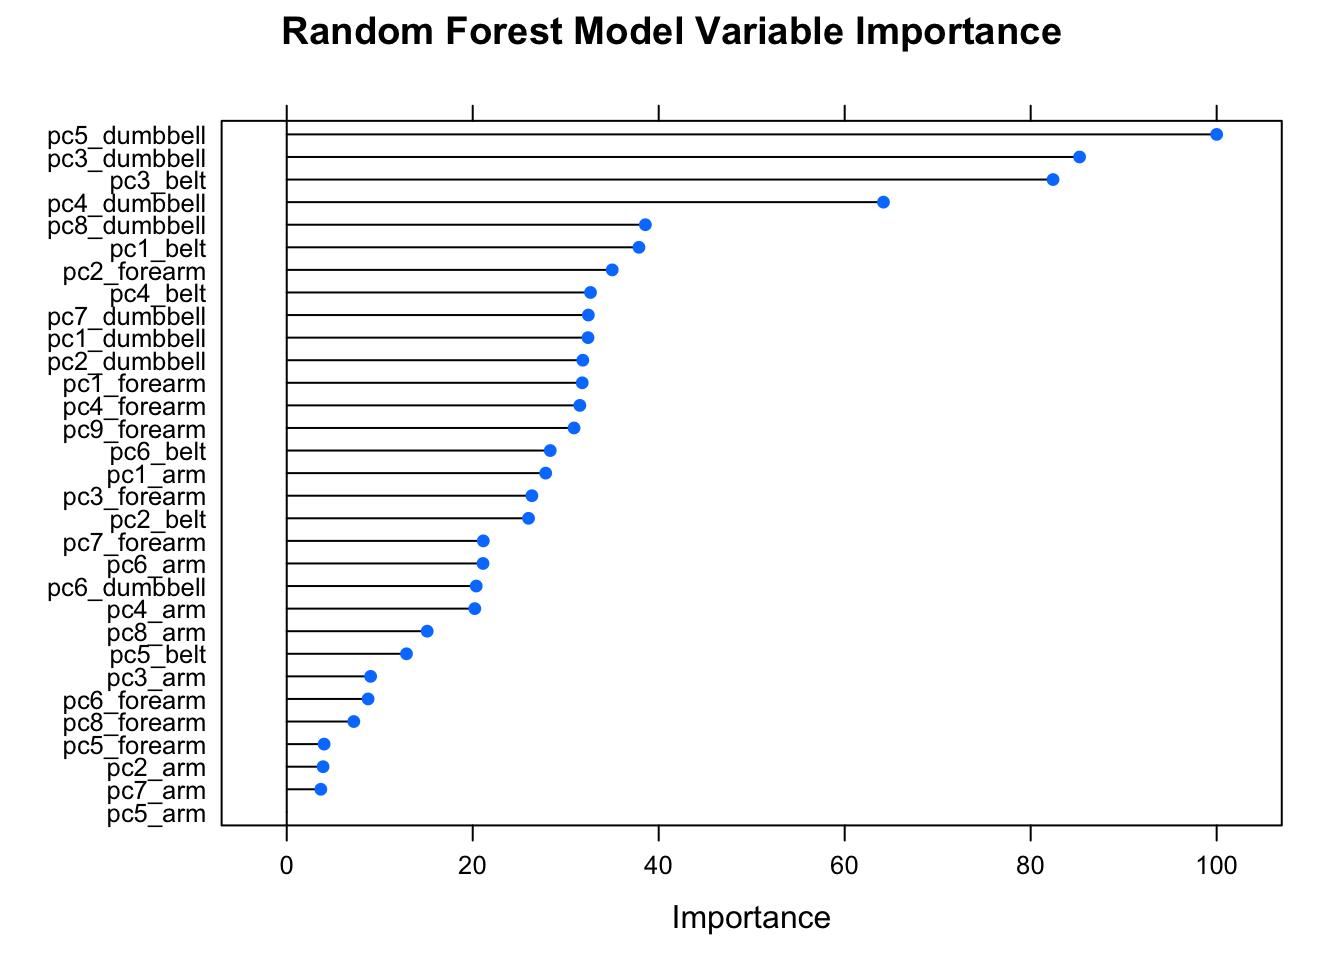 Random Forest Model Variable Importance
pc5_dumbbell
pc3_dumbbell
pc3_belt
pc4_dumbbell
pc8_dumbbell
pc1_belt
pc2_forearm
pc4_belt
pc7_dumbbell
pc1_dumbbell
pc2_dumbbell
pc1_forearm
pc4_forearm
pc9_forearm
pc6_belt
pc1_arm
pc3_forearm
pc2_belt
pc7_forearm
pc6_arm
pc6_dumbbell
pc4_arm
pc8_arm
pc5_belt
pc3_arm
pc6_forearm
pc8_forearm
pc5_forearm
pc2_arm
pc7_arm
pc5_arm
0 20 40 60 80 100
Importance